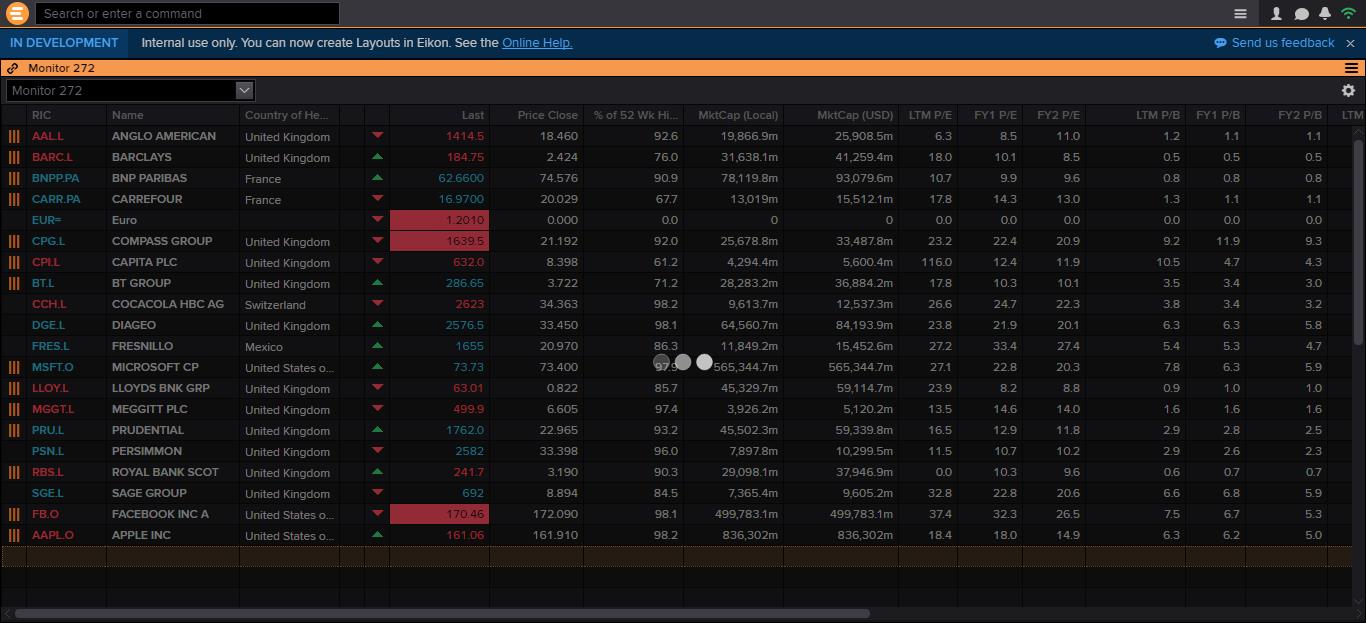 Search or enter a command
IN DEVELOPMENT Internal use only. You can now create Layouts in Eikon. See the Online Help. Send us feedback
Monitor 272
Monitor 272
RIC Name Country of He... Last Price Close % of 52 Wk Hi... MktCap (Local) MktCap (USD) LTM P/E FY1 P/E FY2 P/E LTM P/B FY1 P/B FY2 P/B LTM
AAL.L ANGLO AMERICAN United Kingdom 1414.5 18.460 92.6 19,866.9m 25,908.5m 6.3 8.5 11.0 1.2 1.1 1.1
BARC.L BARCLAYS United Kingdom 184.75 2.424 76.0 31,638.1m 41,259.4m 18.0 10.1 8.5 0.5 0.5 0.5
BNPP.PA BNP PARIBAS France 62.6600 74.576 90.9 78,119.8m 93,079.6m 10.7 9.9 9.6 0.8 0.8 0.8
CARR.PA CARREFOUR France 16.9700 20.029 67.7 13,019m 15,512.1m 17.8 14.3 13.0 1.3 1.1 1.1
EUR= Euro 1.2010 0.000 0.0 0 0 0.0 0.0 0.0 0.0 0.0 0.0
CPG.L COMPASS GROUP United Kingdom 1639.5 21.192 92.0 25,678.8m 33,487.8m 23.2 22.4 20.9 9.2 11.9 9.3
CPI.L CAPITA PLC United Kingdom 632.0 8.398 61.2 4,294.4m 5,600.4m 116.0 12.4 11.9 10.5 4.7 4.3
BT.L BT GROUP United Kingdom 286.65 3.722 71.2 28,283.2m 36,884.2m 17.8 10.3 10.1 3.5 3.4 3.0
CCH.L COCACOLA HBC AG Switzerland 2623 34.363 98.2 9,613.7m 12,537.3m 26.6 24.7 22.3 3.8 3.4 3.2
DGE.L DIAGEO United Kingdom 2576.5 33.450 98.1 64,560.7m 84,193.9m 23.8 21.9 20.1 6.3 6.3 5.8
FRES.L FRESNILLO Mexico 1655 20.970 86.3 11,849.2m 15,452.6m 27.2 33.4 27.4 5.4 5.3 4.7
MSFT.O MICROSOFT CP United States o... 73.73 73.400 97.9 565,344.7m 565,344.7m 27.1 22.8 20.3 7.8 6.3 5.9
LLOY.L LLOYDS BNK GRP United Kingdom 63.01 0.822 85.7 45,329.7m 59,114.7m 23.9 8.2 8.8 0.9 1.0 1.0
MGGT.L MEGGITT PLC United Kingdom 499.9 6.605 97.4 3,926.2m 5,120.2m 13.5 14.6 14.0 1.6 1.6 1.6
PRU.L PRUDENTIAL United Kingdom 1762.0 22.965 93.2 45,502.3m 59,339.8m 16.5 12.9 11.8 2.9 2.8 2.5
PSN.L PERSIMMON United Kingdom 2582 33.398 96.0 7,897.8m 10,299.5m 11.5 10.7 10.2 2.9 2.6 2.3
RBS.L ROYAL BANK SCOT United Kingdom 241.7 3.190 90.3 29,098.1m 37,946.9m 0.0 10.3 9.6 0.6 0.7 0.7
SGE.L SAGE GROUP United Kingdom 692 8.894 84.5 7,365.4m 9,605.2m 32.8 22.8 20.6 6.6 6.8 5.9
FB.O FACEBOOK INC A United States o... 170.46 172.090 98.1 499,783.1m 499,783.1m 37.4 32.3 26.5 7.5 6.7 5.3
AAPL.O APPLE INC United States o... 161.06 161.910 98.2 836,302m 836,302m 18.4 18.0 14.9 6.3 6.2 5.0